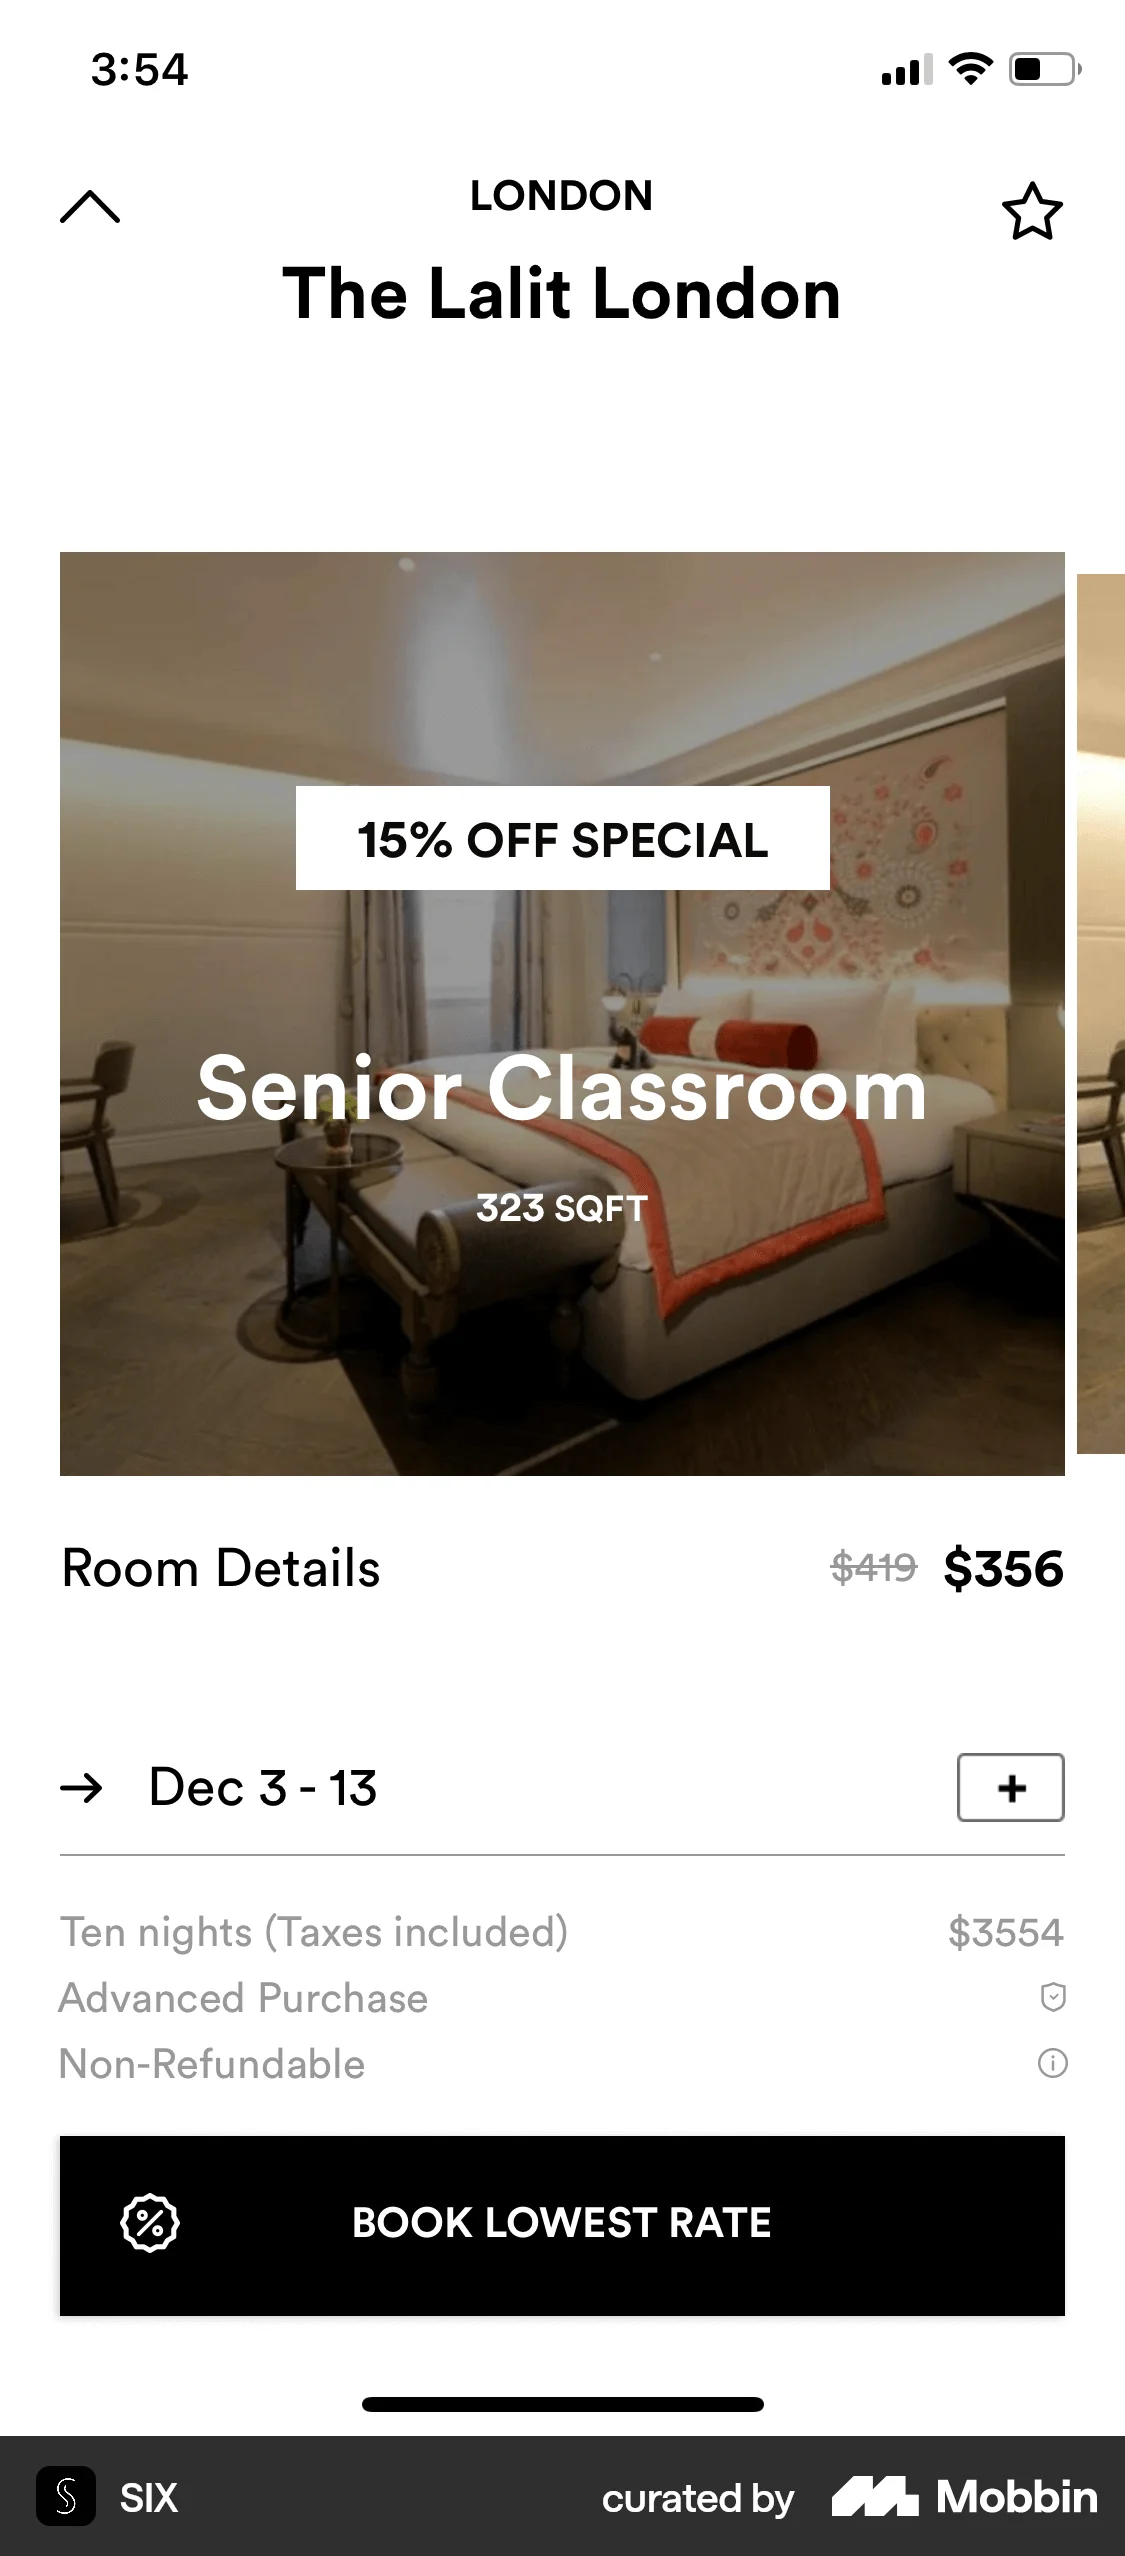 3:54
LONDON
The Lalit London
15% OFF SPECIAL
Senior Classroom
323 SQFT
Room Details $419 $356
Dec 3 - 13
Ten nights (Taxes included) $3554
Advanced Purchase
Non-Refundable
BOOK LOWEST RATE
SIX curated by Mobbin